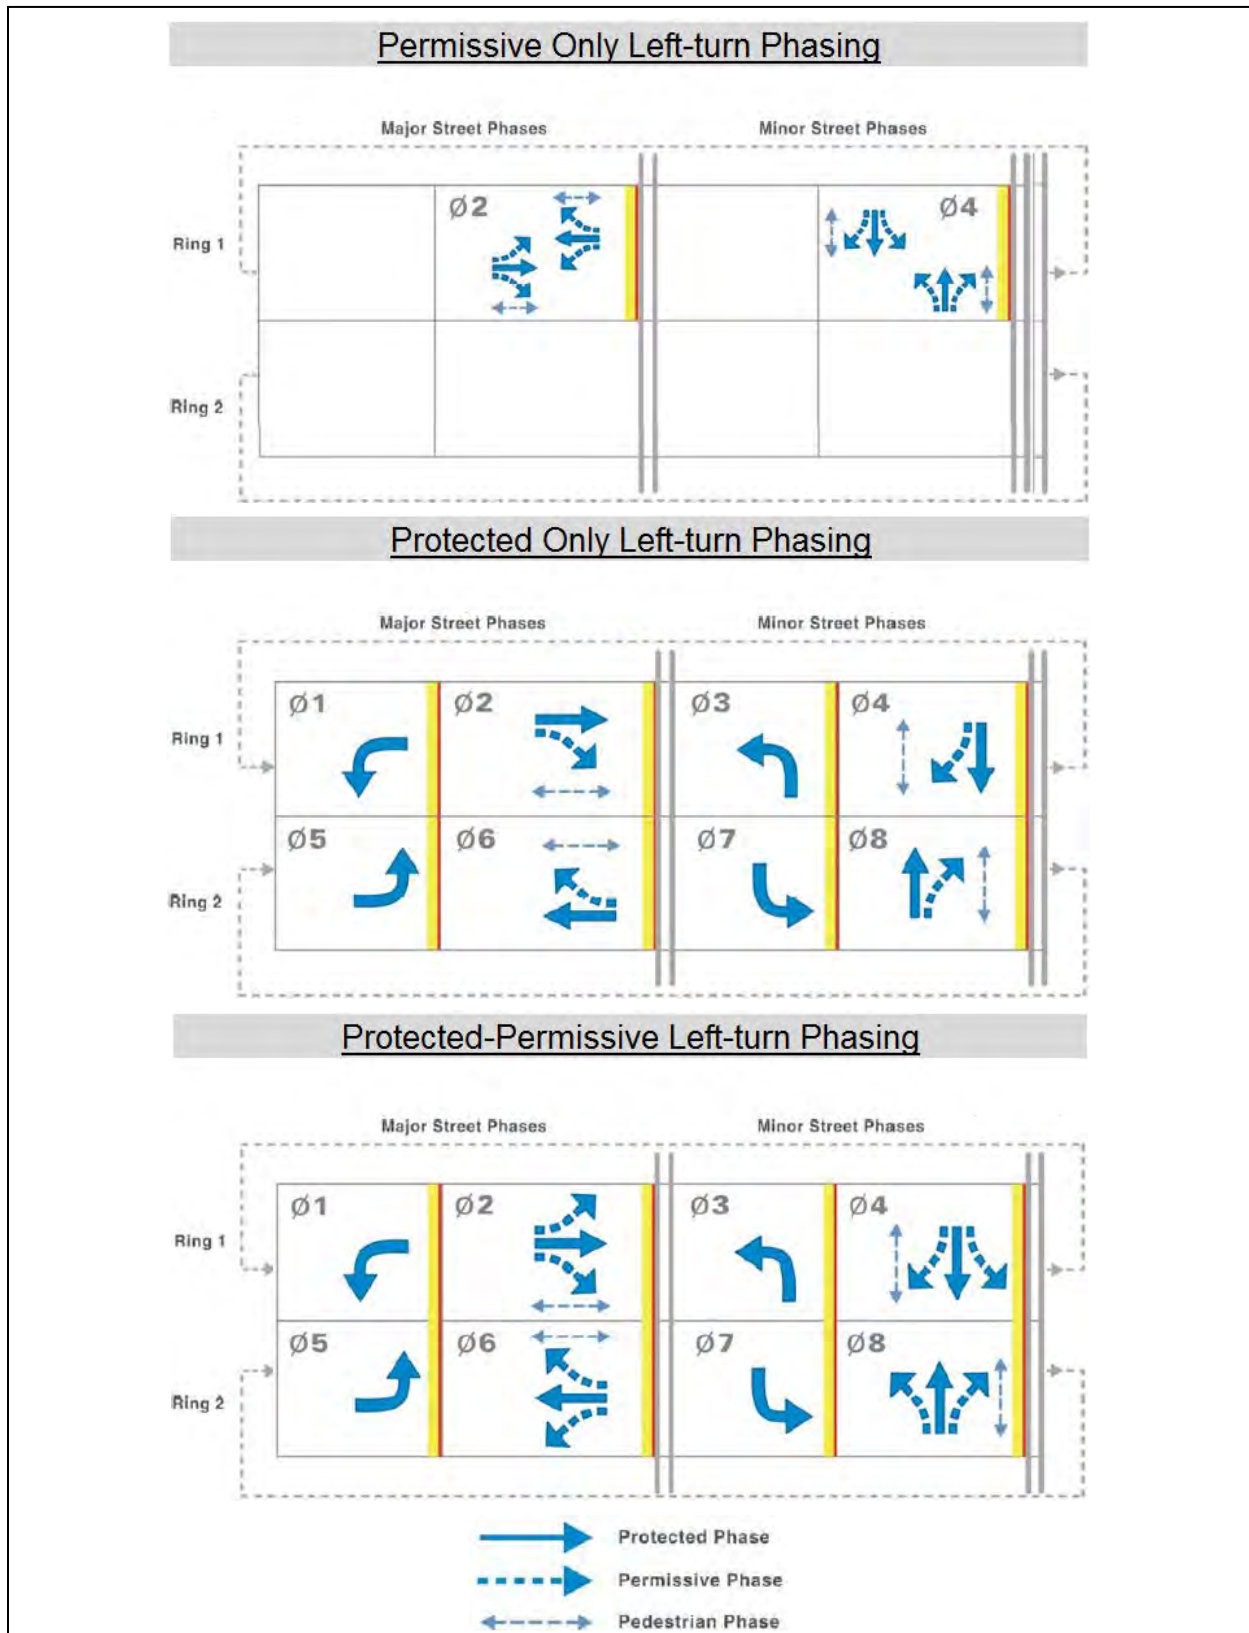 Permissive Only Left-turn Phasing
Major Street Phases
Minor Street Phases
Ring 1
Ø2
Ø4
Ring 2
Protected Only Left-turn Phasing
Major Street Phases
Minor Street Phases
Ring 1
Ø1
Ø2
Ø3
Ø4
Ring 2
Ø5
Ø6
Ø7
Ø8
Protected-Permissive Left-turn Phasing
Major Street Phases
Minor Street Phases
Ring 1
Ø1
Ø2
Ø3
Ø4
Ring 2
Ø5
Ø6
Ø7
Ø8
Protected Phase
Permissive Phase
Pedestrian Phase